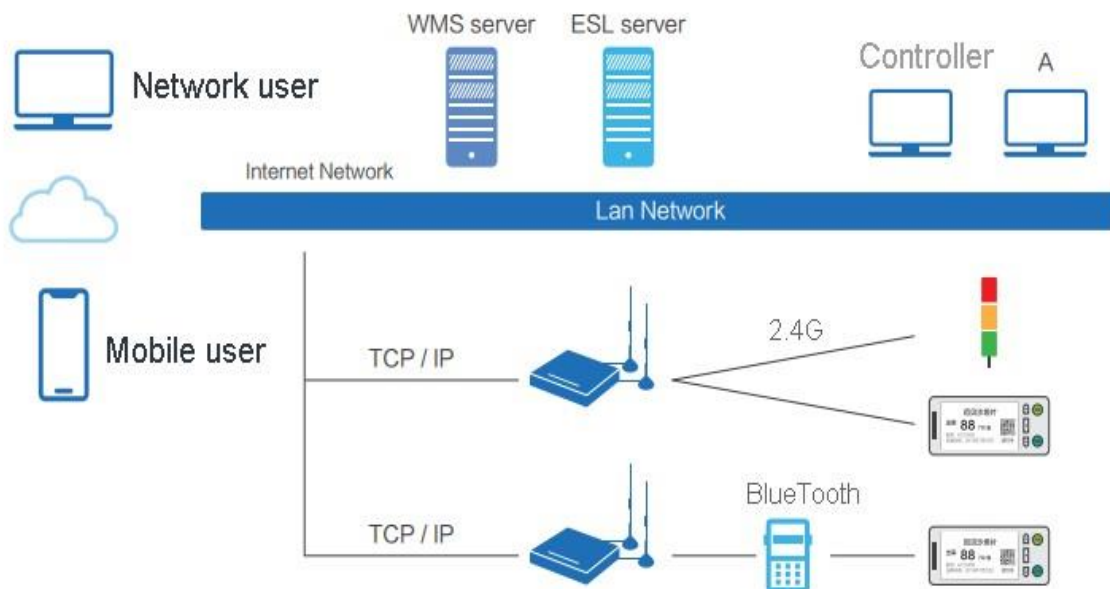 WMS server
ESL server
Controller
A
Network user
Internet Network
Lan Network
Mobile user
TCP / IP
2.4G
88
TCP / IP
BlueTooth
88